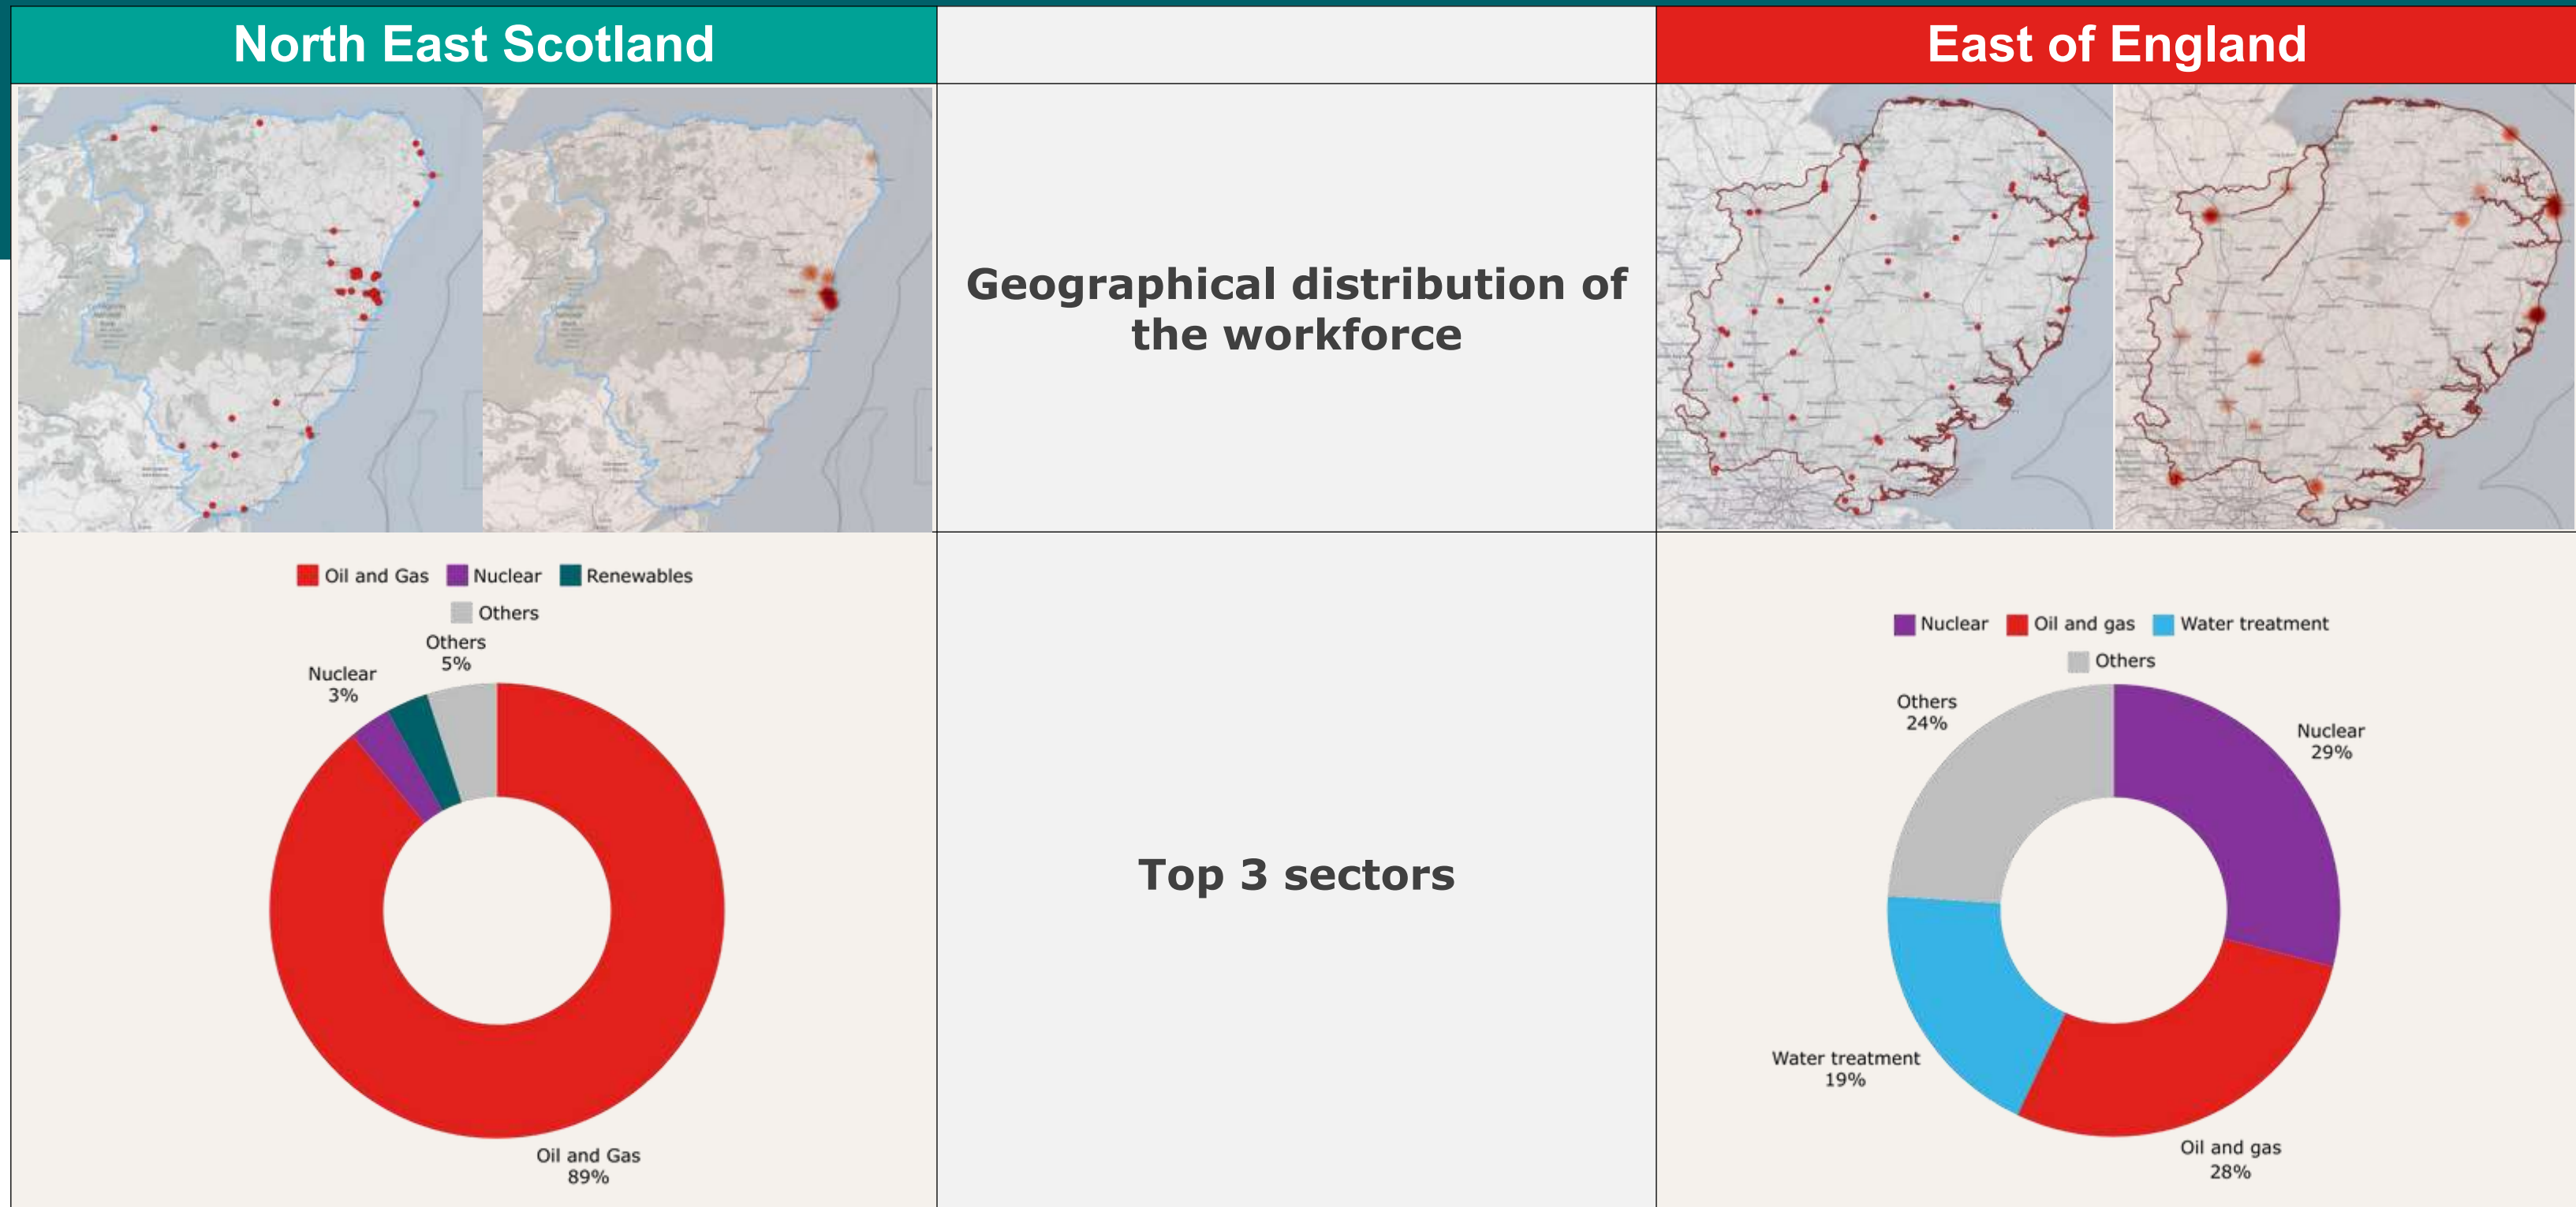 North East Scotland
East of England
Geographical distribution of
the workforce
Oil and Gas
Nuclear
Renewables
Others
Others
5%
Nuclear
3%
Oil and Gas
89%
Top 3 sectors
Nuclear
Oil and gas
Water treatment
Others
Others
24%
Nuclear
29%
Water treatment
19%
Oil and gas
28%